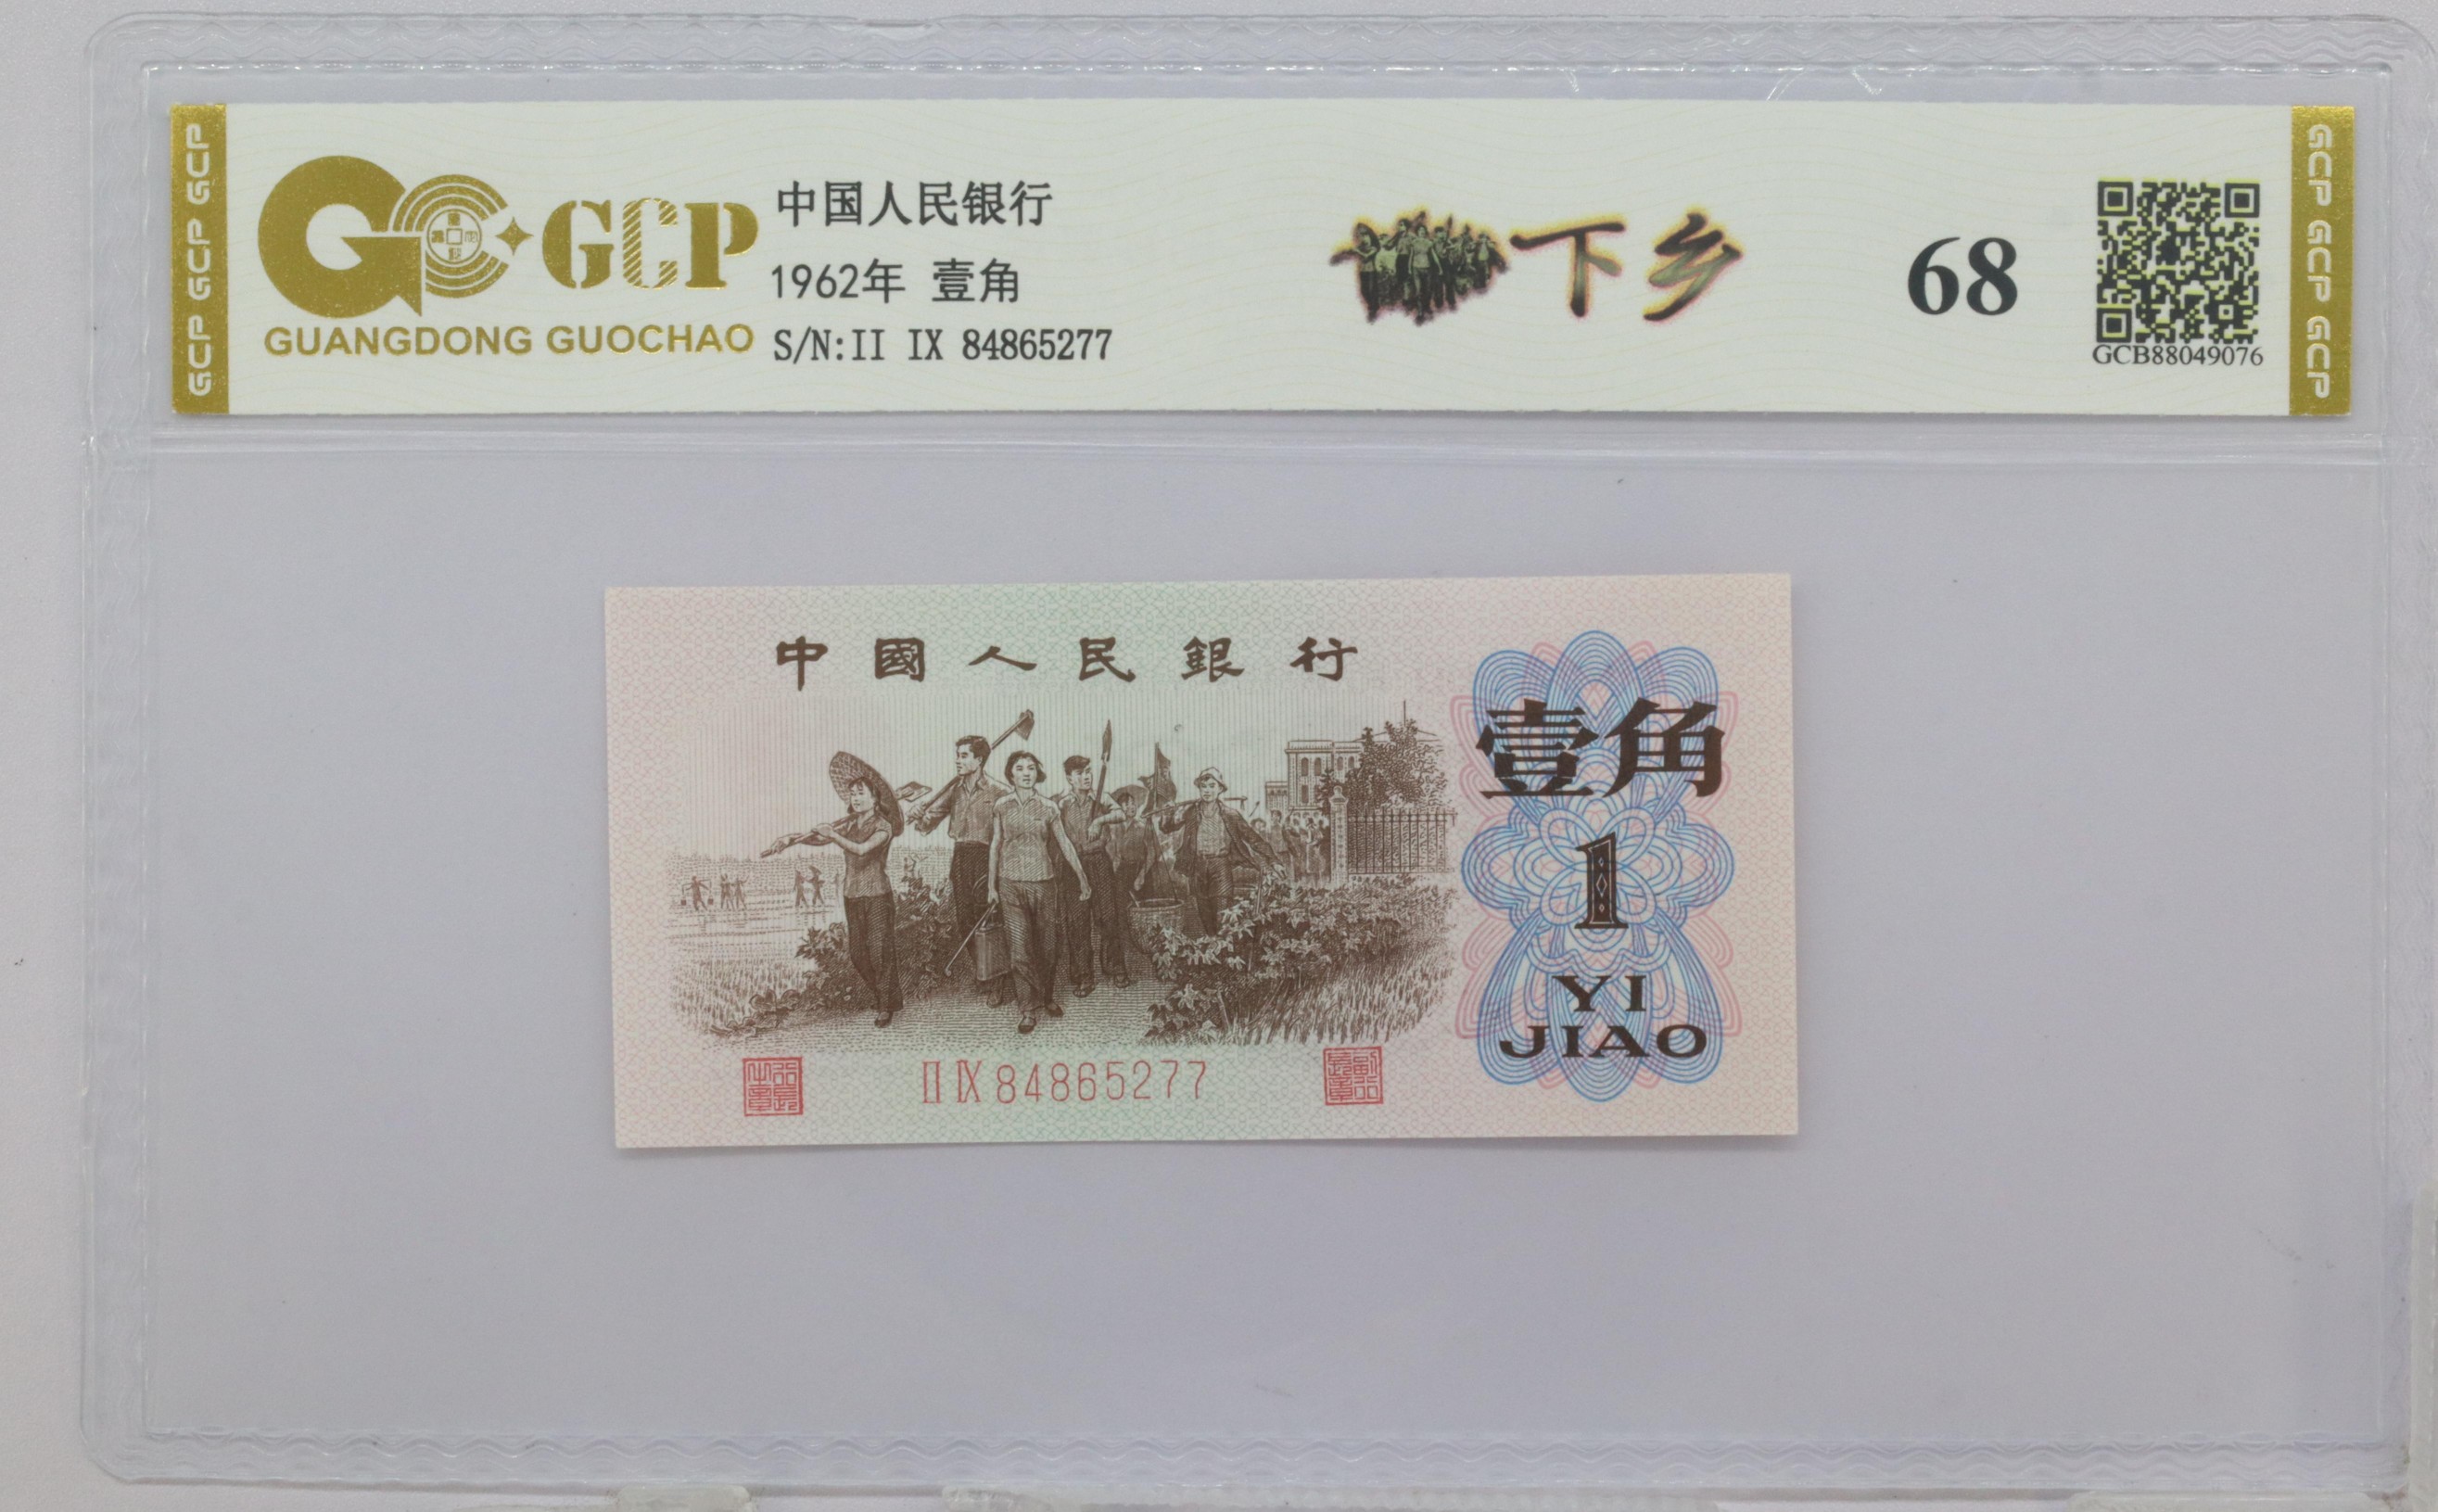 GCP GCP GCP
GCP
GUANGDONG GUOCHAO
中国人民银行
1962年 壹角
S/N:II IX 84865277
下乡
68
GCB88049076
GCP GCP GCP
中國人民銀行
壹角
1
YI
JIAO
II IX 84865277